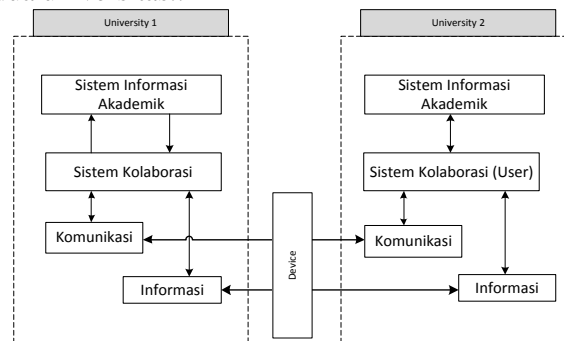 University 1
University 2
Sistem Informasi
Akademik
Sistem Informasi
Akademik
Sistem Kolaborasi
Sistem Kolaborasi (User)
Komunikasi
Komunikasi
Device
Informasi
Informasi